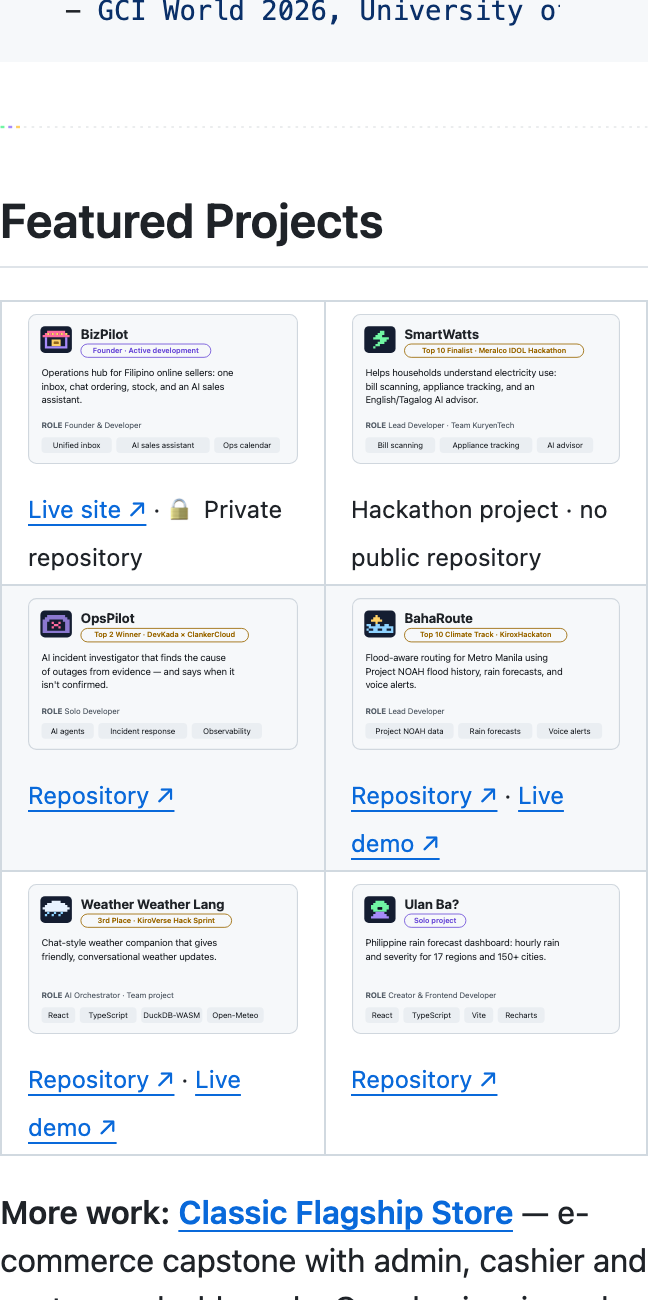 – GCI World 2026, University o
Featured Projects
BizPilot
Founder · Active development
Operations hub for Filipino online sellers: one
inbox, chat ordering, stock, and an AI sales
assistant.
ROLE Founder & Developer
Unified inbox AI sales assistant Ops calendar
Live site ↗ · 🔒 Private
repository
SmartWatts
Top 10 Finalist · Meralco IDOL Hackathon
Helps households understand electricity use:
bill scanning, appliance tracking, and an
English/Tagalog AI advisor.
ROLE Lead Developer · Team KuryenTech
Bill scanning Appliance tracking AI advisor
Hackathon project · no
public repository
OpsPilot
Top 2 Winner · DevKada × ClankerCloud
AI incident investigator that finds the cause
of outages from evidence — and says when it
isn't confirmed.
ROLE Solo Developer
AI agents Incident response Observability
Repository ↗
BahaRoute
Top 10 Climate Track · KiroxHackaton
Flood-aware routing for Metro Manila using
Project NOAH flood history, rain forecasts, and
voice alerts.
ROLE Lead Developer
Project NOAH data Rain forecasts Voice alerts
Repository ↗ · Live
demo ↗
Weather Weather Lang
3rd Place · KiroVerse Hack Sprint
Chat-style weather companion that gives
friendly, conversational weather updates.
ROLE AI Orchestrator · Team project
React TypeScript DuckDB-WASM Open-Meteo
Repository ↗ · Live
demo ↗
Ulan Ba?
Solo project
Philippine rain forecast dashboard: hourly rain
and severity for 17 regions and 150+ cities.
ROLE Creator & Frontend Developer
React TypeScript Vite Recharts
Repository ↗
More work: Classic Flagship Store — e-
commerce capstone with admin, cashier and